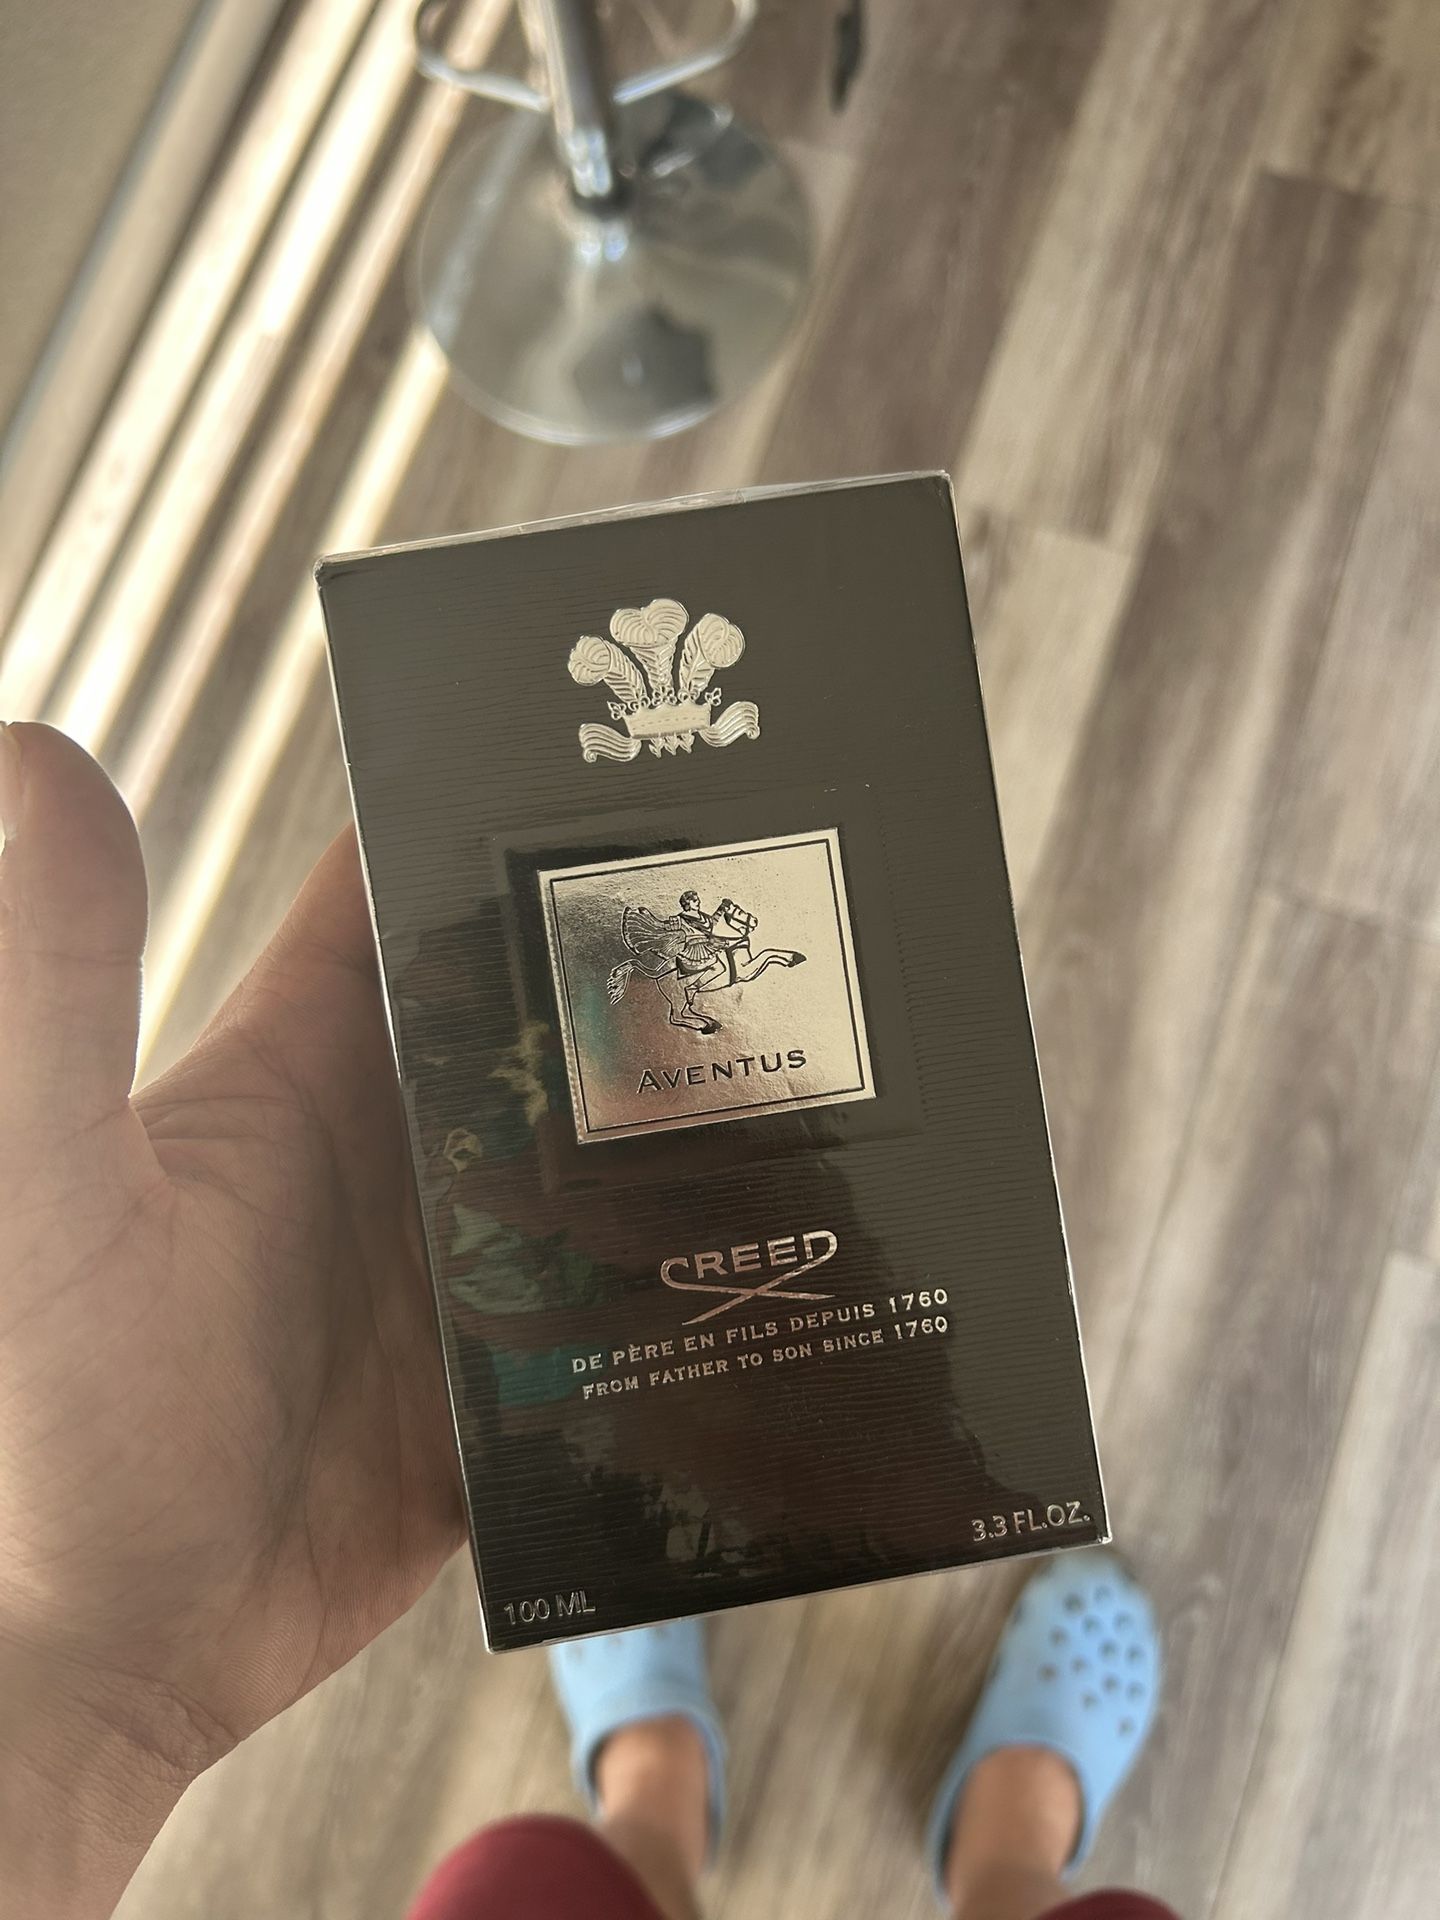 AVENTUS
CREED
DE PÈRE EN FILS DEPUIS 1760
FROM FATHER TO SON SINCE 1760
3.3 FL.OZ.
100 ML